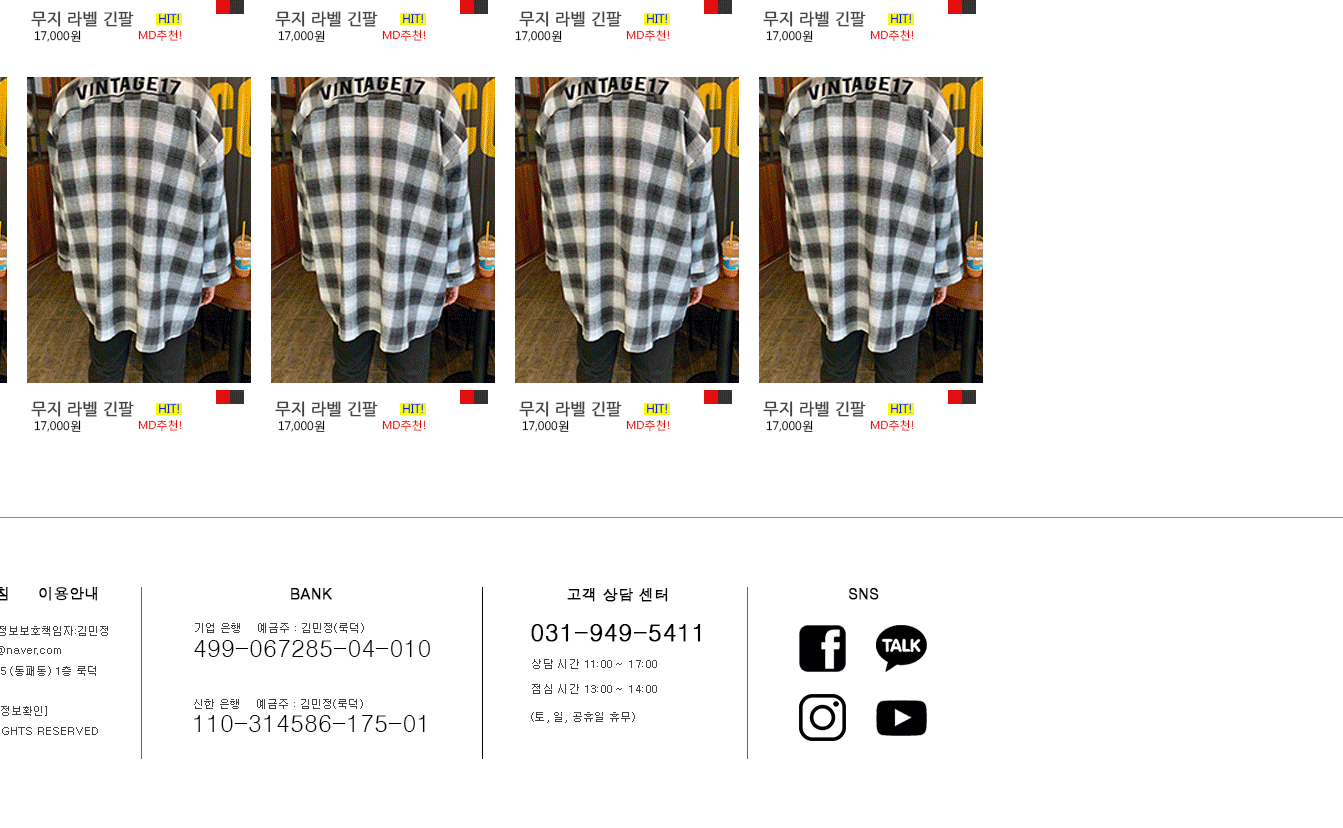 무지 라벨 긴팔 HIT! 무지 라벨 긴팔 HIT! 무지 라벨 긴팔 HIT! 무지 라벨 긴팔 HIT!
17,000원 MD추천! 17,000원 MD추천! 17,000원 MD추천! 17,000원 MD추천!
VINTAGE17 VINTAGE17 VINTAGE17 VINTAGE17
무지 라벨 긴팔 HIT! 무지 라벨 긴팔 HIT! 무지 라벨 긴팔 HIT! 무지 라벨 긴팔 HIT!
17,000원 MD추천! 17,000원 MD추천! 17,000원 MD추천! 17,000원 MD추천!
침 이용안내
정보보호책임자:김민정
@naver.com
5 (동패동) 1층 룩덕
정보확인]
GHTS RESERVED
BANK
기업 은행 예금주 : 김민정(룩덕)
499-067285-04-010
신한 은행 예금주 : 김민정(룩덕)
110-314586-175-01
고객 상담 센터
031-949-5411
상담 시간 11:00 ~ 17:00
점심 시간 13:00 ~ 14:00
(토, 일, 공휴일 휴무)
SNS
TALK